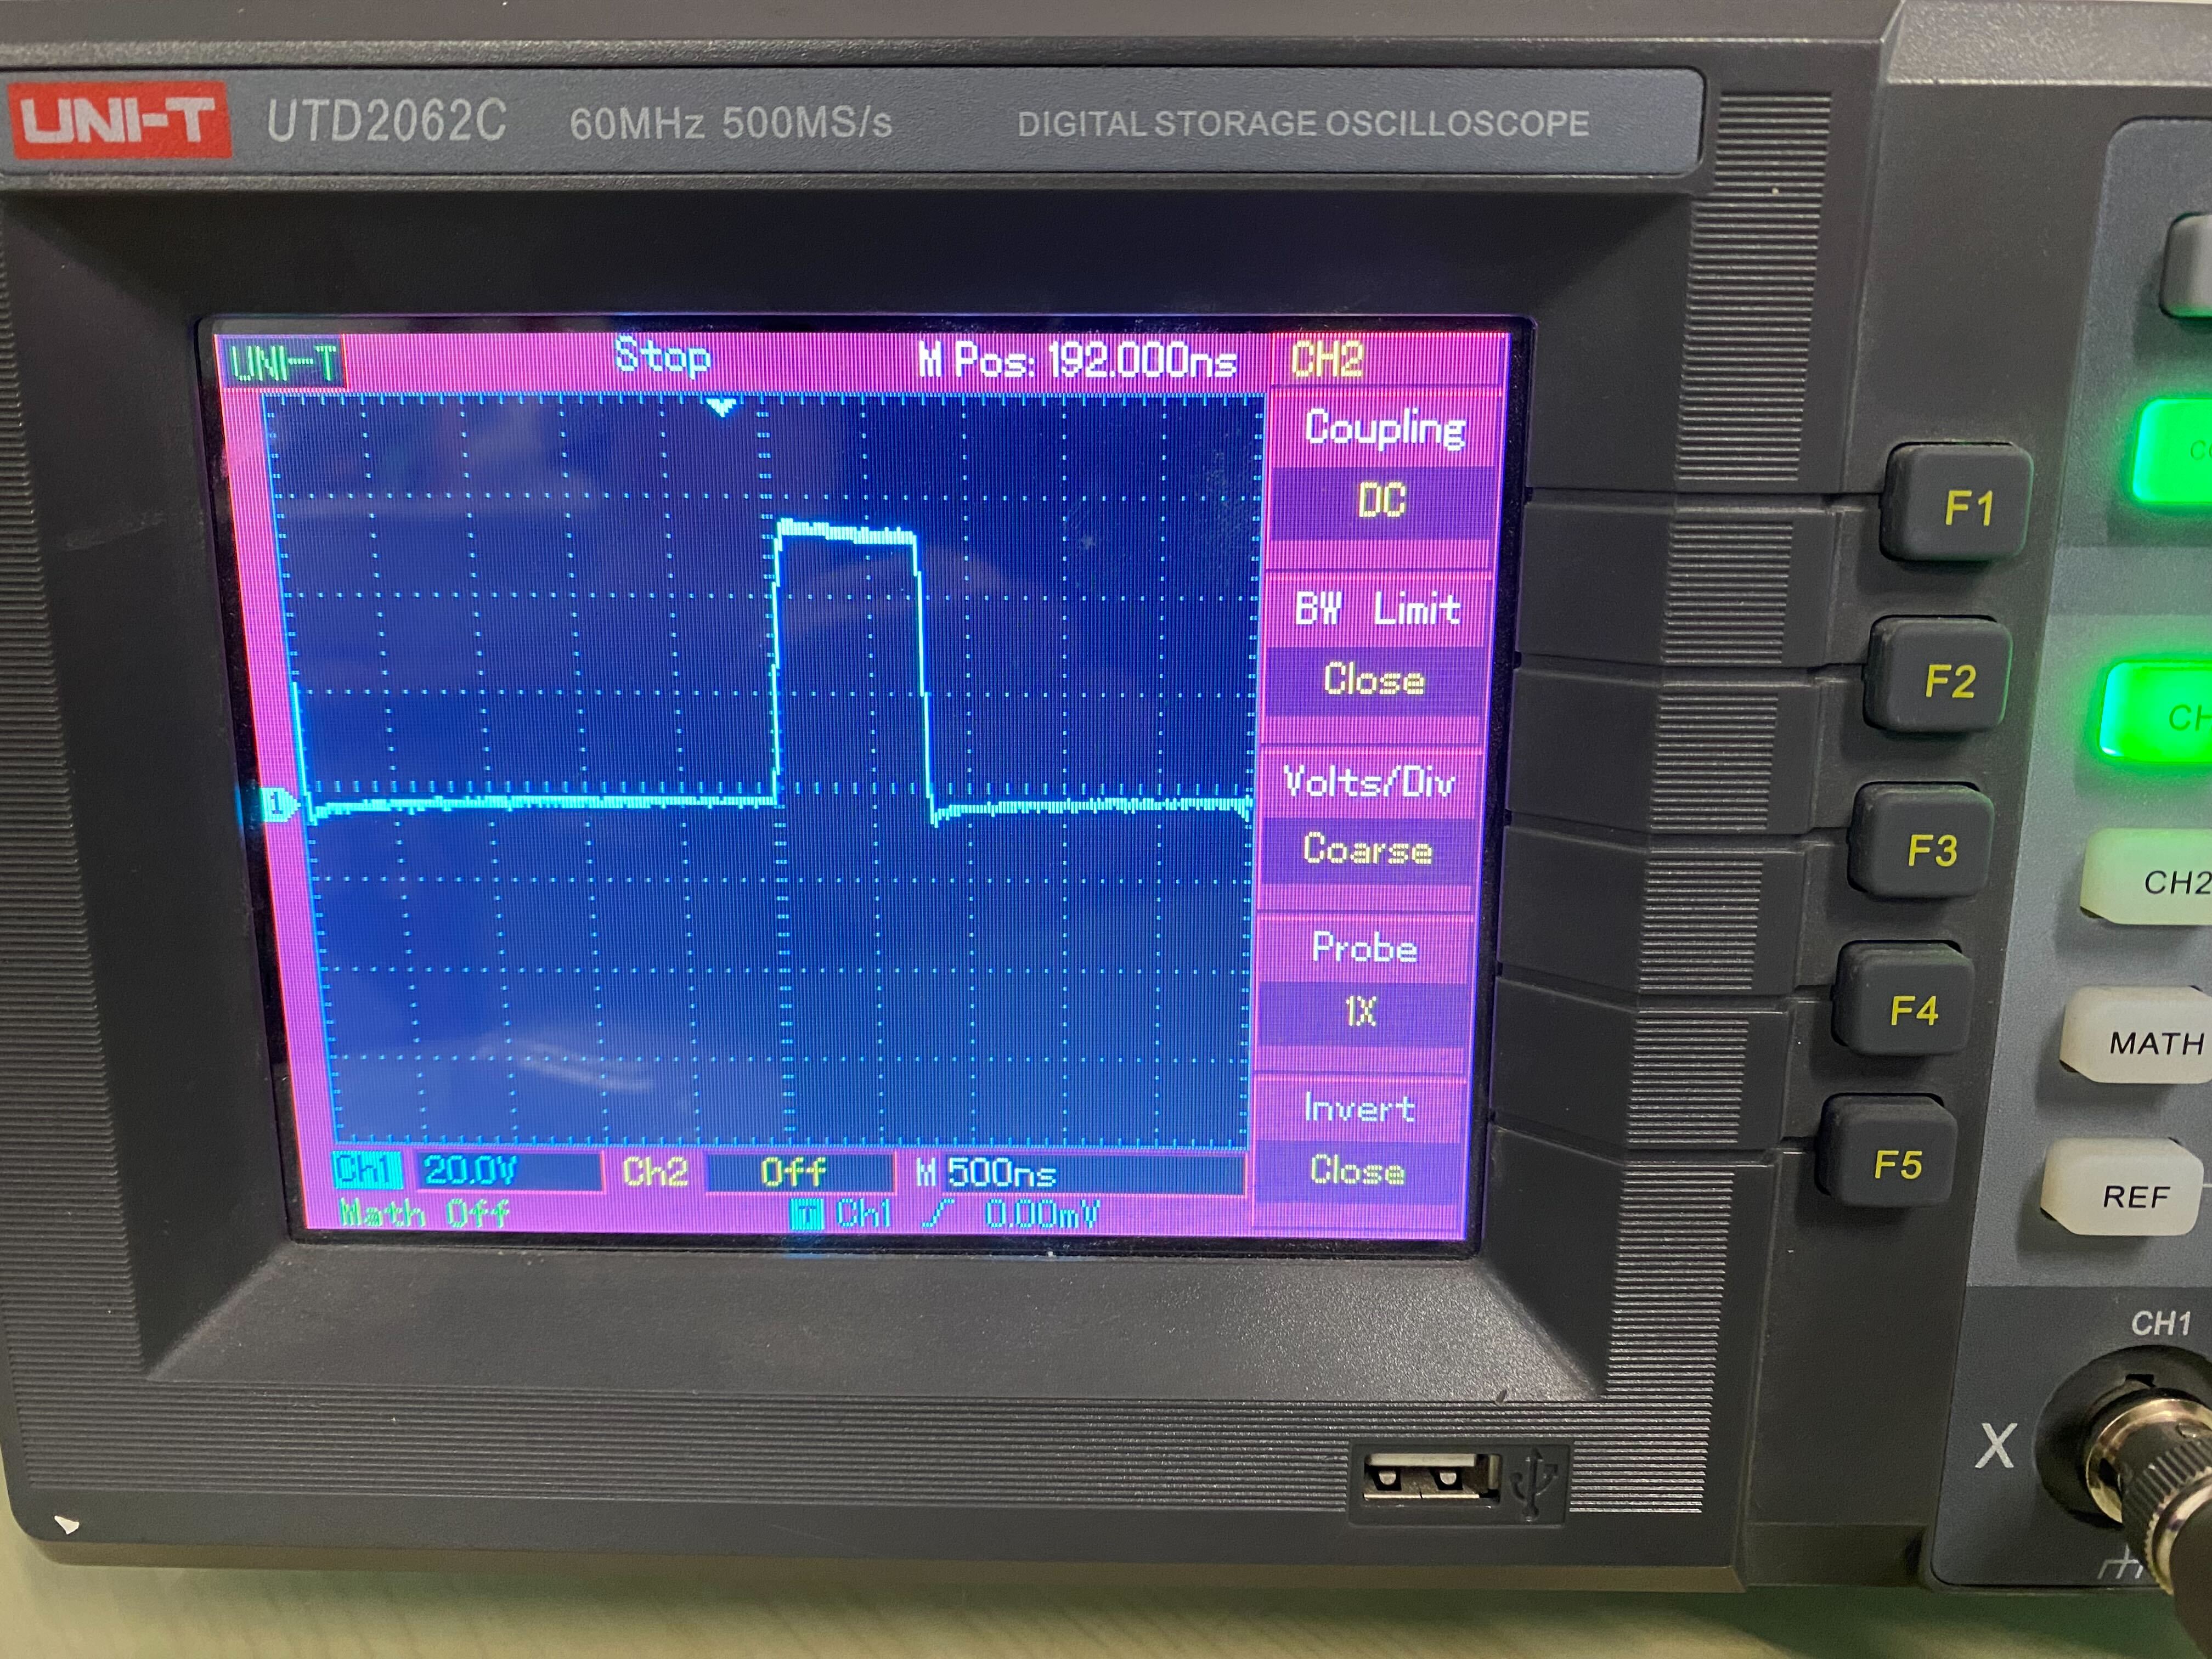 UNI-T UTD2062C 60MHz 500MS/s DIGITAL STORAGE OSCILLOSCOPE
UNI-T Stop M Pos: 192.000ns CH2
Coupling
DC
F1
BW Limit
Close
F2
Volts/Div
Coarse
F3
Probe
1X
F4
Invert
Close
F5
1
Ch1 20.0V Ch2 Off M 500ns
Math Off T Ch1 0.00mV
CH2
MATH
REF
CH1
X